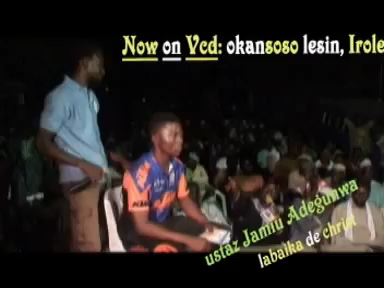 Now on Vcd: okansoso lesin, Irole
ustaz Jamiu Adegunwa
labaika de christ